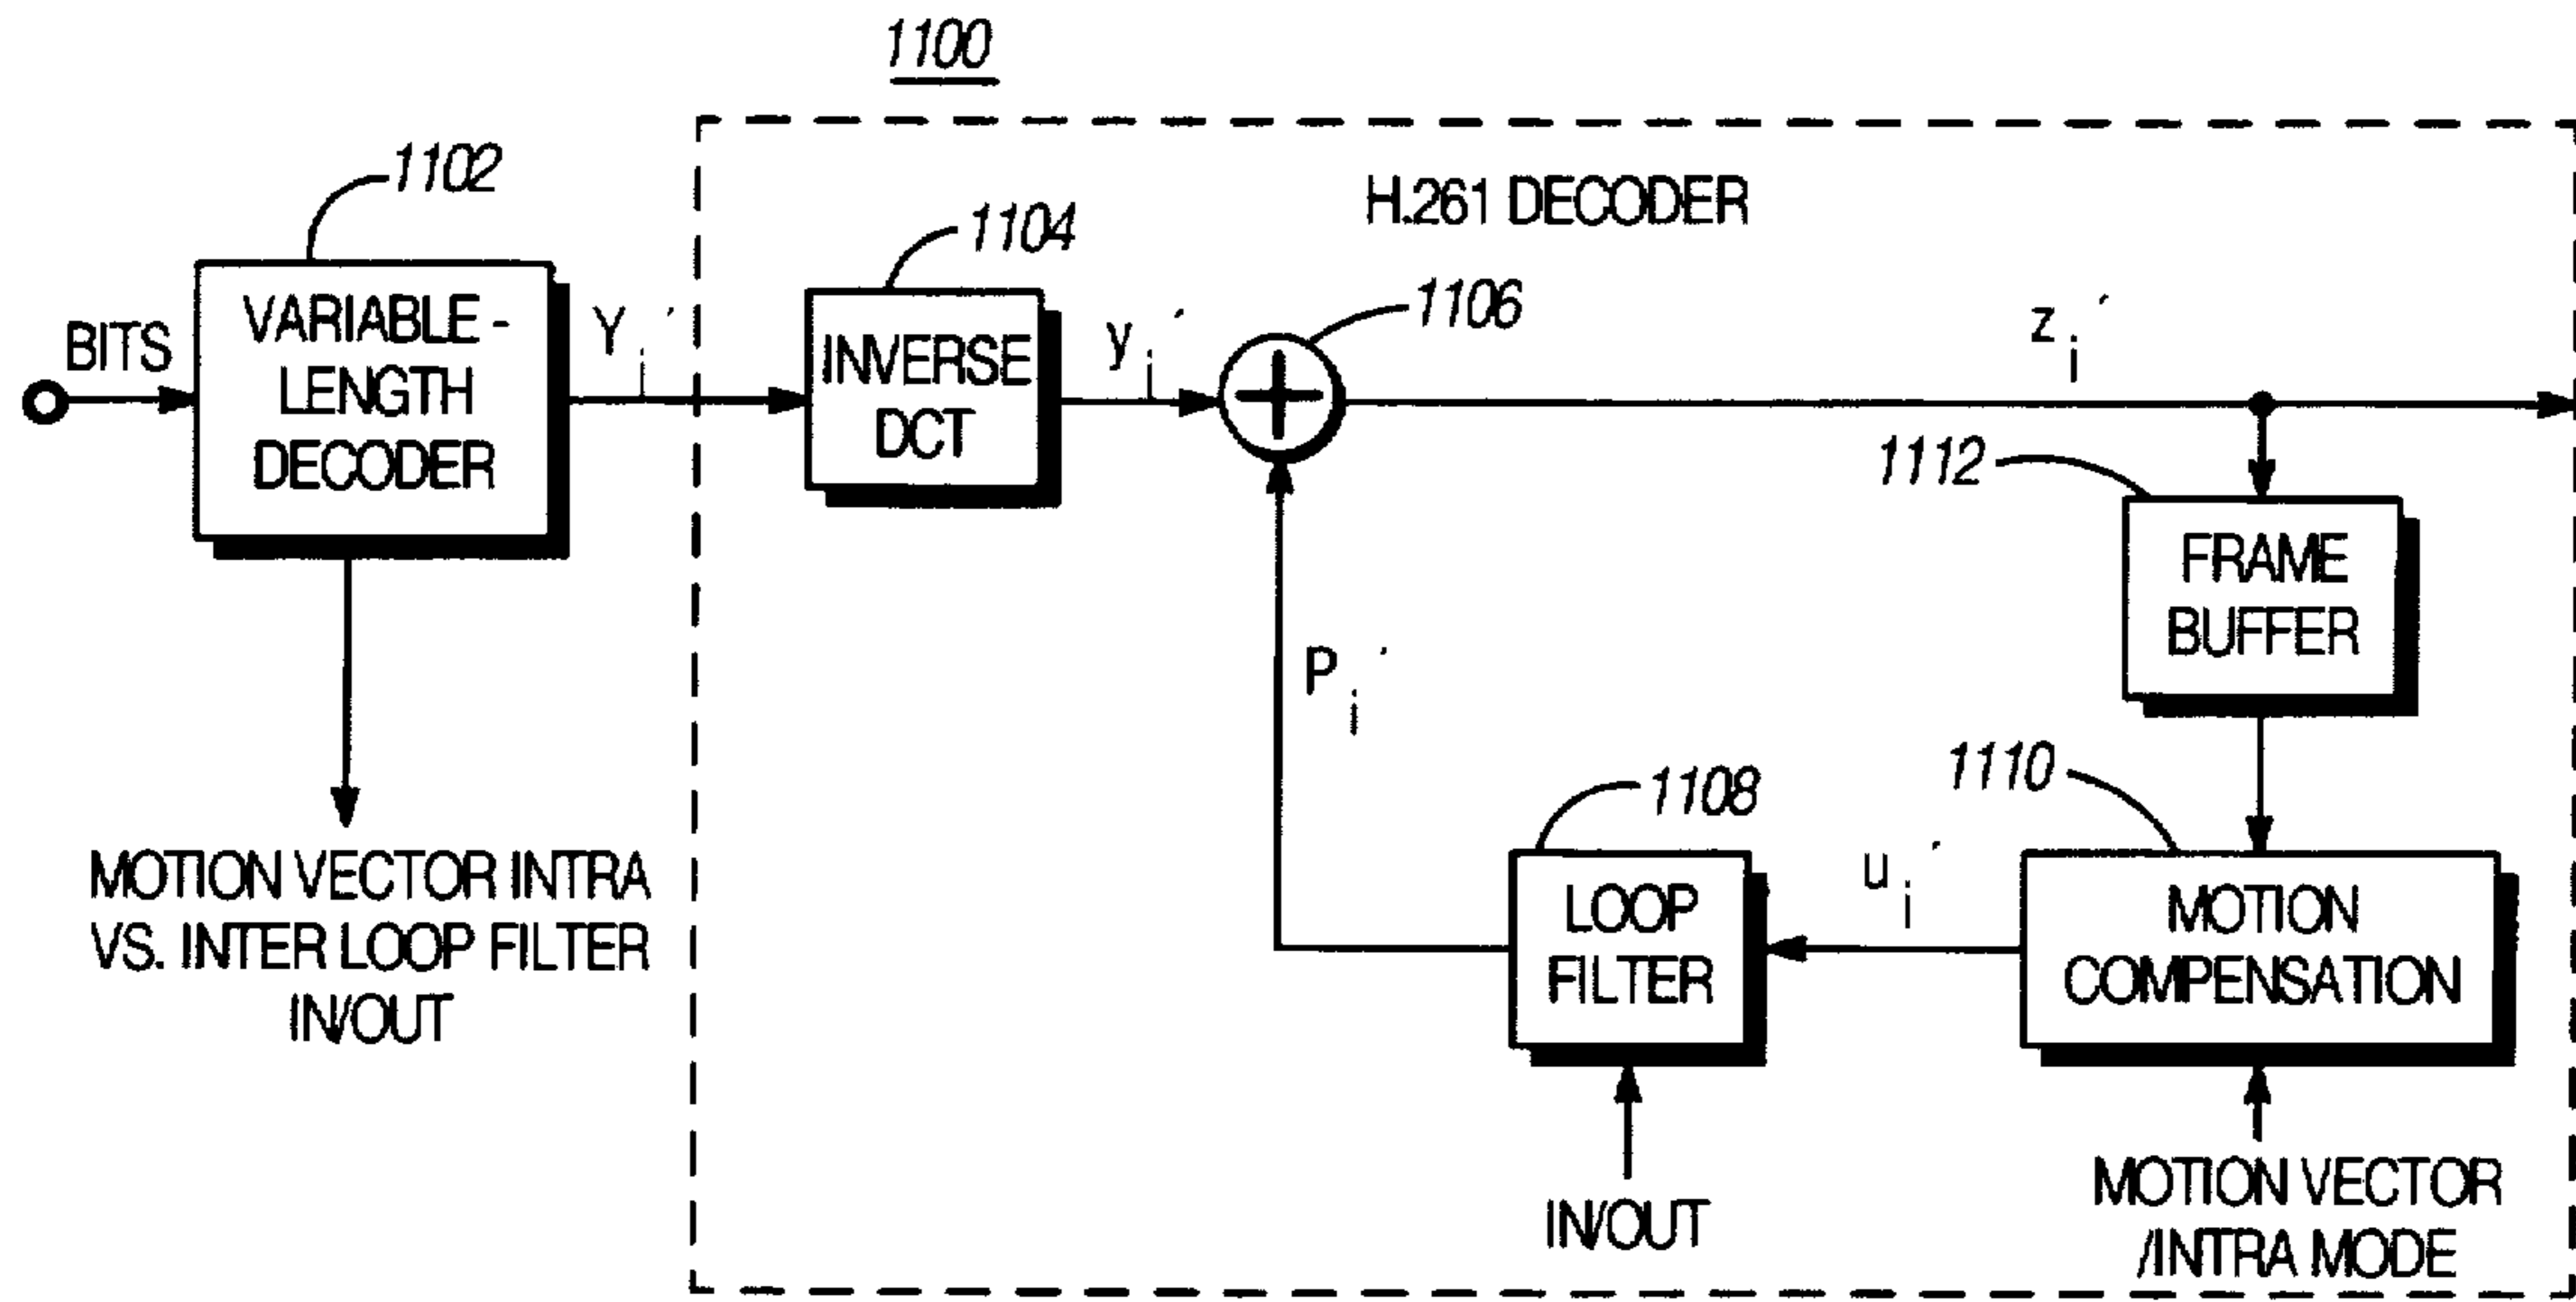 1100
1102
H.261 DECODER
1104
1106
BITS
VARIABLE-
LENGTH
DECODER
Y i ´
INVERSE
DCT
y i ´
z i ´
1112
FRAME
BUFFER
P i ´
1108
1110
MOTION VECTOR INTRA
VS. INTER LOOP FILTER
IN/OUT
LOOP
FILTER
u i ´
MOTION
COMPENSATION
IN/OUT
MOTION VECTOR
/INTRA MODE